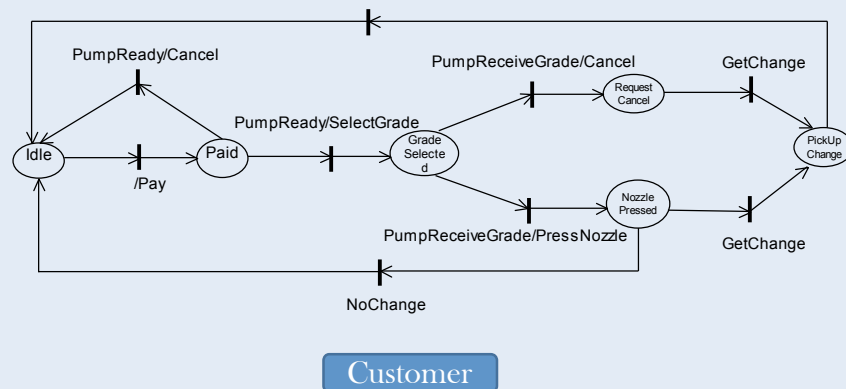 PumpReady/Cancel
PumpReceiveGrade/Cancel
GetChange
Request
Cancel
PumpReady/SelectGrade
Idle
Paid
Grade
Selecte
d
PickUp
Change
/Pay
Nozzle
Pressed
PumpReceiveGrade/PressNozzle
GetChange
NoChange
Customer